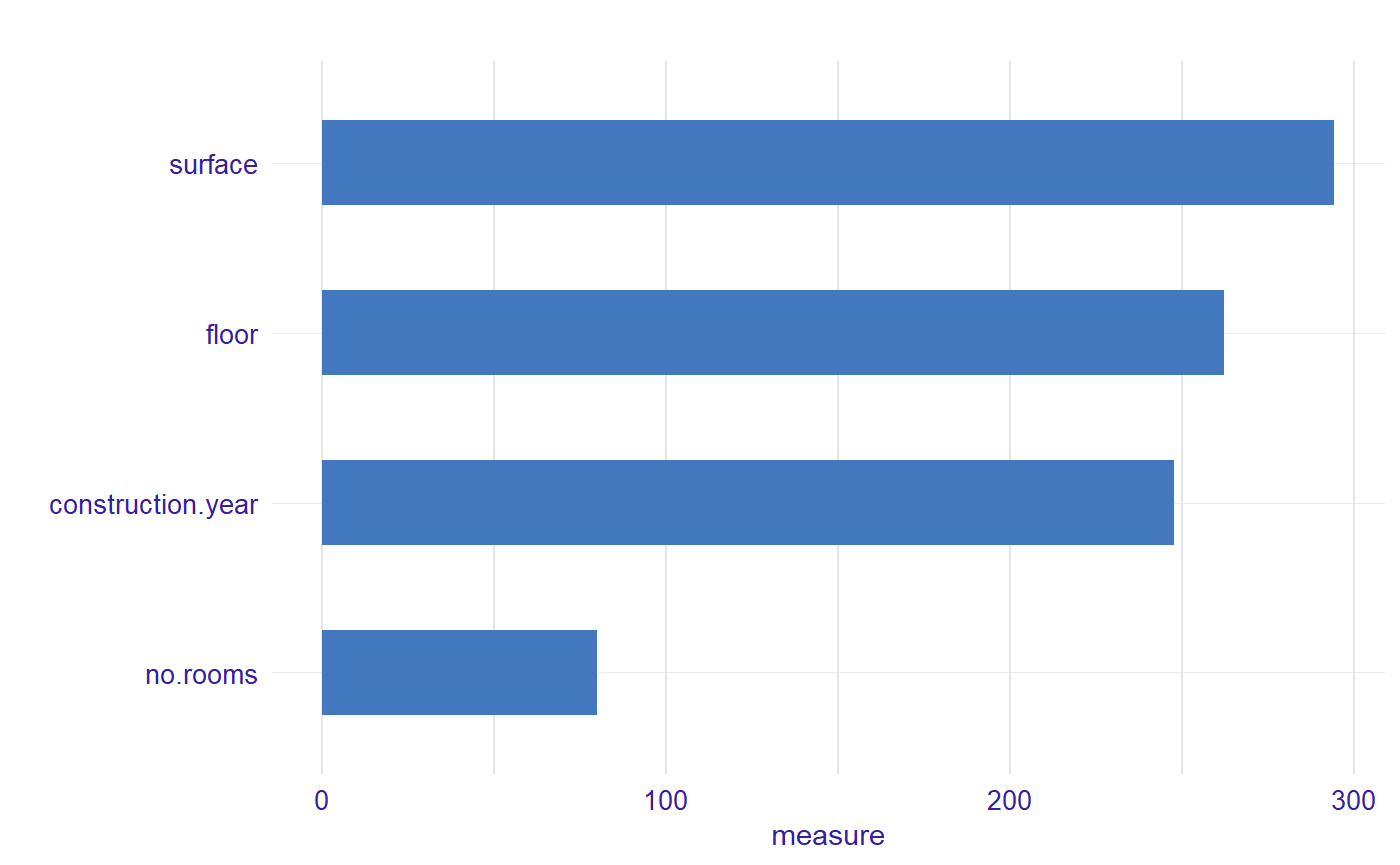 surface
floor
construction.year
no.rooms
0 100 200 300
measure